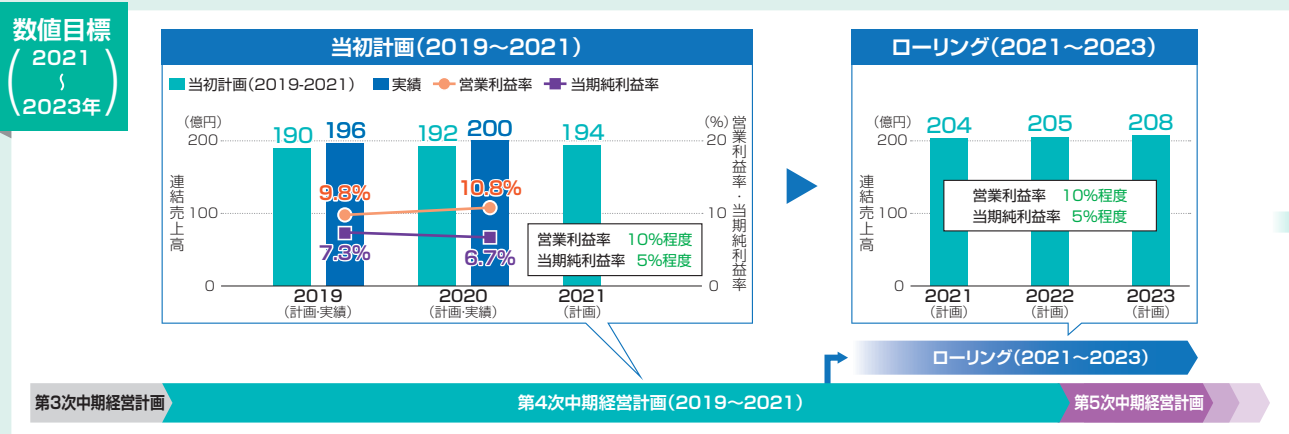 数値目標
(2021
～
2023年)
当初計画(2019～2021)
当初計画(2019-2021) 実績 営業利益率 当期純利益率
(億円)
200
100
0
連結売上高
190 196
192 200
194
9.8%
10.8%
7.3%
6.7%
営業利益率 10%程度
当期純利益率 5%程度
(%)
20
10
0
営業利益率・当期純利益率
2019
(計画・実績)
2020
(計画・実績)
2021
(計画)
ローリング(2021～2023)
(億円)
200
100
0
連結売上高
204
205
208
営業利益率 10%程度
当期純利益率 5%程度
2021
(計画)
2022
(計画)
2023
(計画)
ローリング(2021～2023)
第3次中期経営計画
第4次中期経営計画(2019～2021)
第5次中期経営計画